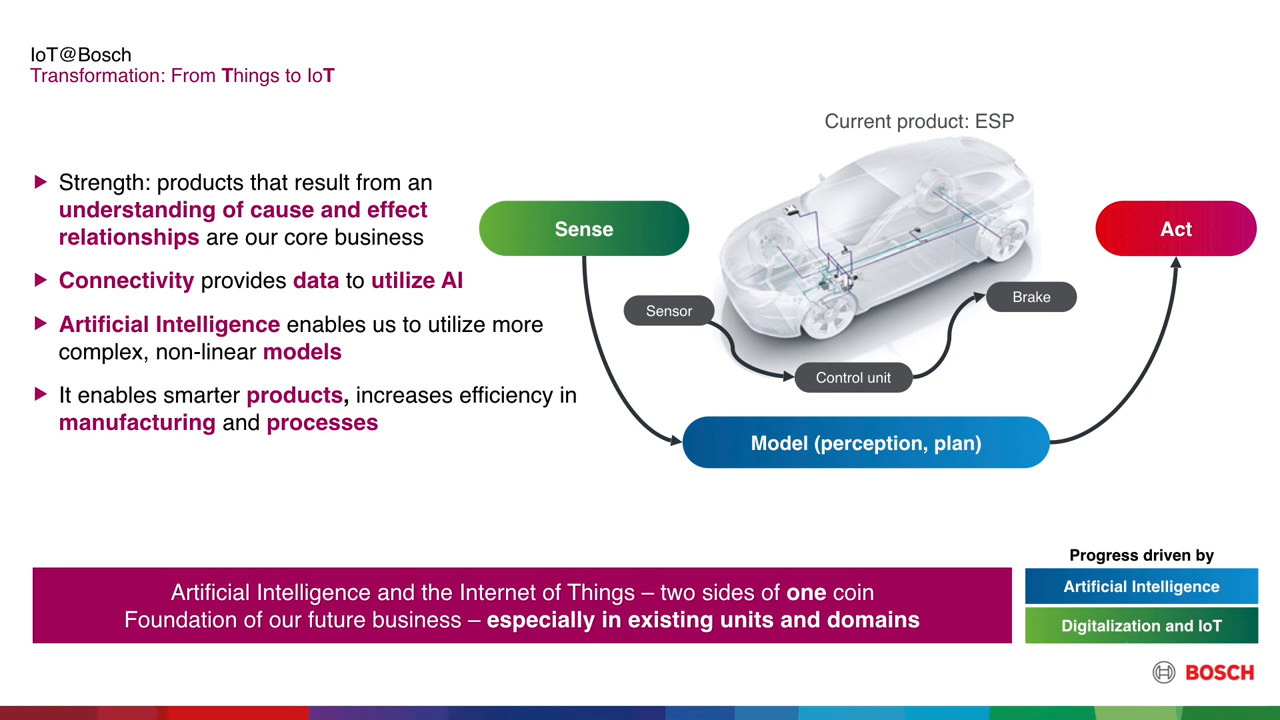 IoT@Bosch
Transformation: From Things to IoT
Strength: products that result from an
understanding of cause and effect
relationships are our core business
Connectivity provides data to utilize AI
Artificial Intelligence enables us to utilize more
complex, non-linear models
It enables smarter products, increases efficiency in
manufacturing and processes
Current product: ESP
Sense
Act
Sensor
Brake
Control unit
Model (perception, plan)
Artificial Intelligence and the Internet of Things – two sides of one coin
Foundation of our future business – especially in existing units and domains
Progress driven by
Artificial Intelligence
Digitalization and IoT
BOSCH